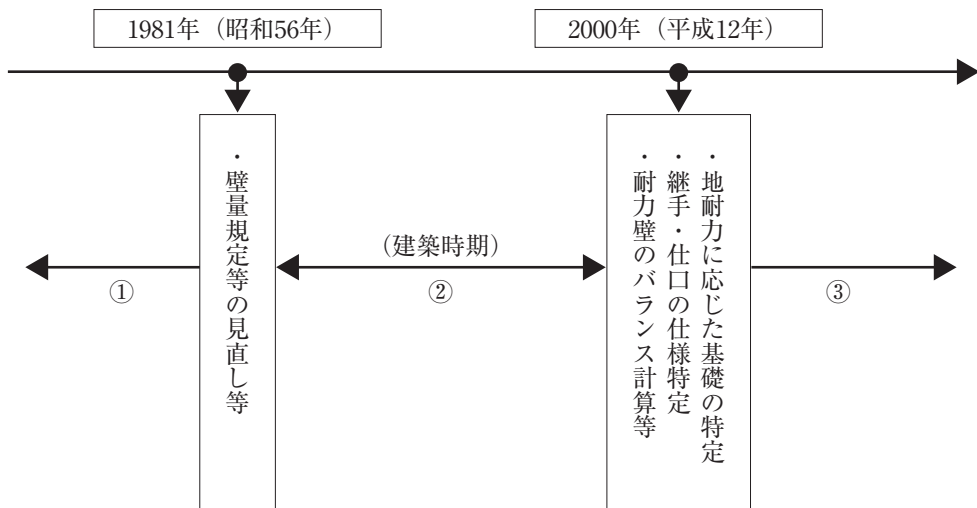 1981年（昭和56年）
2000年（平成12年）
・壁量規定等の見直し等
・地耐力に応じた基礎の特定
・継手・仕口の仕様特定
・耐力壁のバランス計算等
①
（建築時期）
②
③